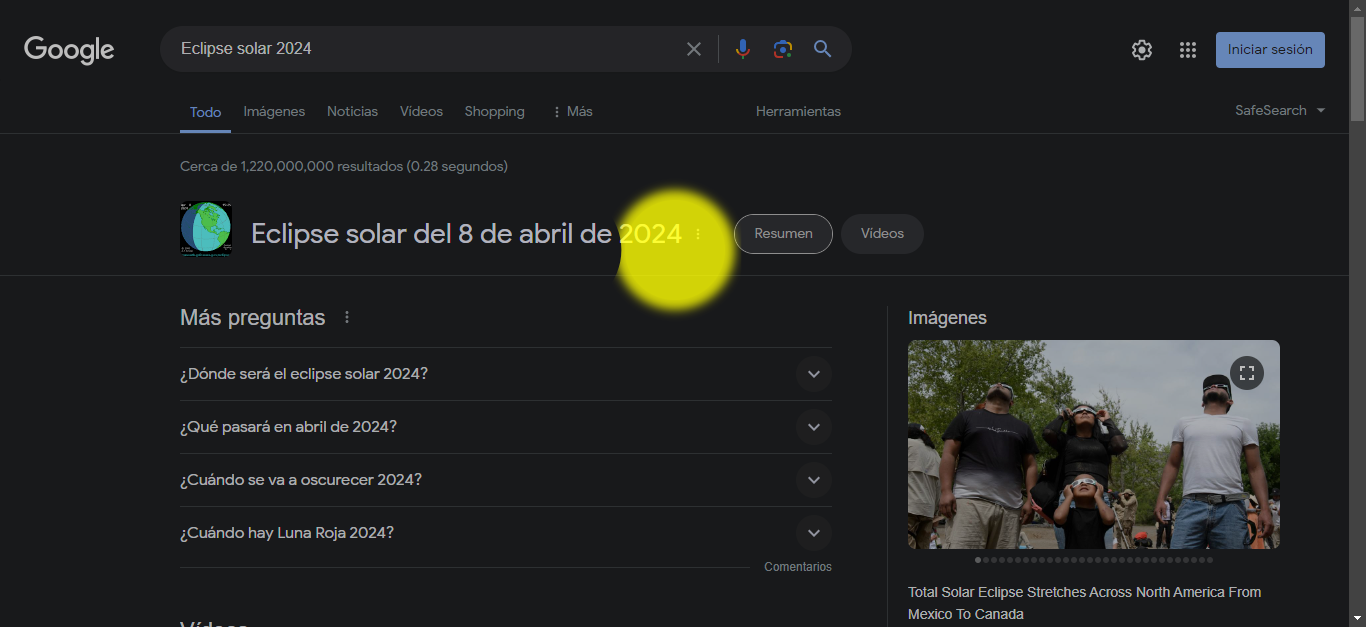 Google
Eclipse solar 2024
Iniciar sesión
Todo Imágenes Noticias Vídeos Shopping Más Herramientas SafeSearch
Cerca de 1,220,000,000 resultados (0.28 segundos)
Eclipse solar del 8 de abril de 2024
Resumen Vídeos
Más preguntas
¿Dónde será el eclipse solar 2024?
¿Qué pasará en abril de 2024?
¿Cuándo se va a oscurecer 2024?
¿Cuándo hay Luna Roja 2024?
Comentarios
Vídeos
Imágenes
Total Solar Eclipse Stretches Across North America From
Mexico To Canada